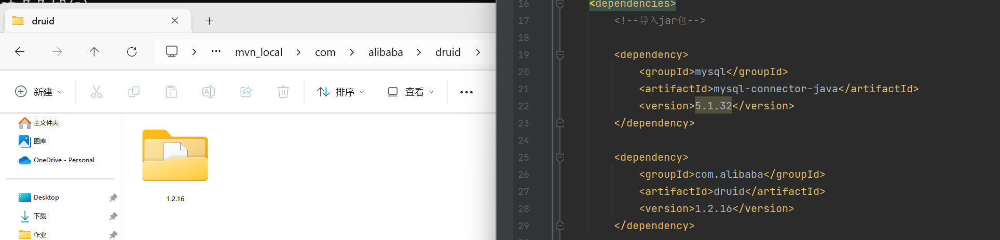 druid
mvn_local > com > alibaba > druid >
新建
排序
查看
主文件夹
图库
OneDrive - Personal
Desktop
下载
作业
1.2.16
16 <dependencies>
17 <!--导入jar包-->
18
19 <dependency>
20 <groupId>mysql</groupId>
21 <artifactId>mysql-connector-java</artifactId>
22 <version>5.1.32</version>
23 </dependency>
24
25 <dependency>
26 <groupId>com.alibaba</groupId>
27 <artifactId>druid</artifactId>
28 <version>1.2.16</version>
29 </dependency>